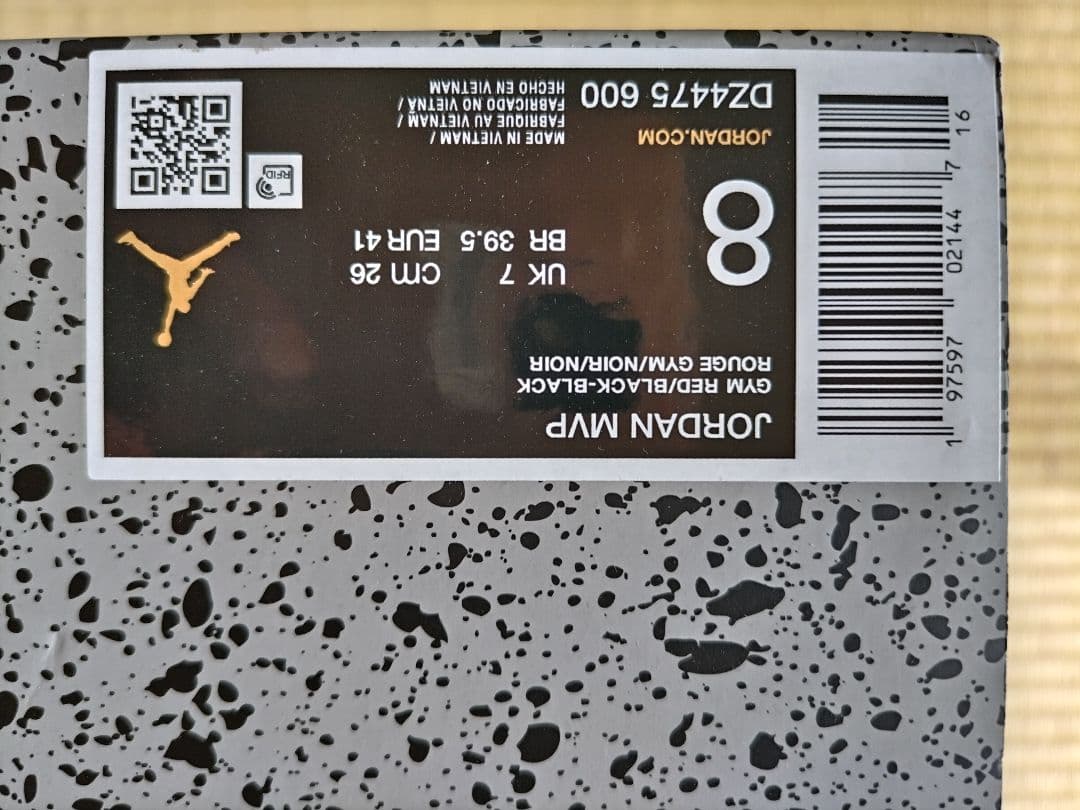 JORDAN MVP
GYM RED/BLACK-BLACK
ROUGE GYM/NOIR/NOIR
8
UK 7 cm 26
BR 39.5 EUR 41
JORDAN.COM
DZ4475 600
MADE IN VIETNAM /
FABRIQUE AU VIETNAM /
FABRICADO NO VIETNÃ /
HECHO EN VIETNAM
RFID
1 97597 02144 7 16